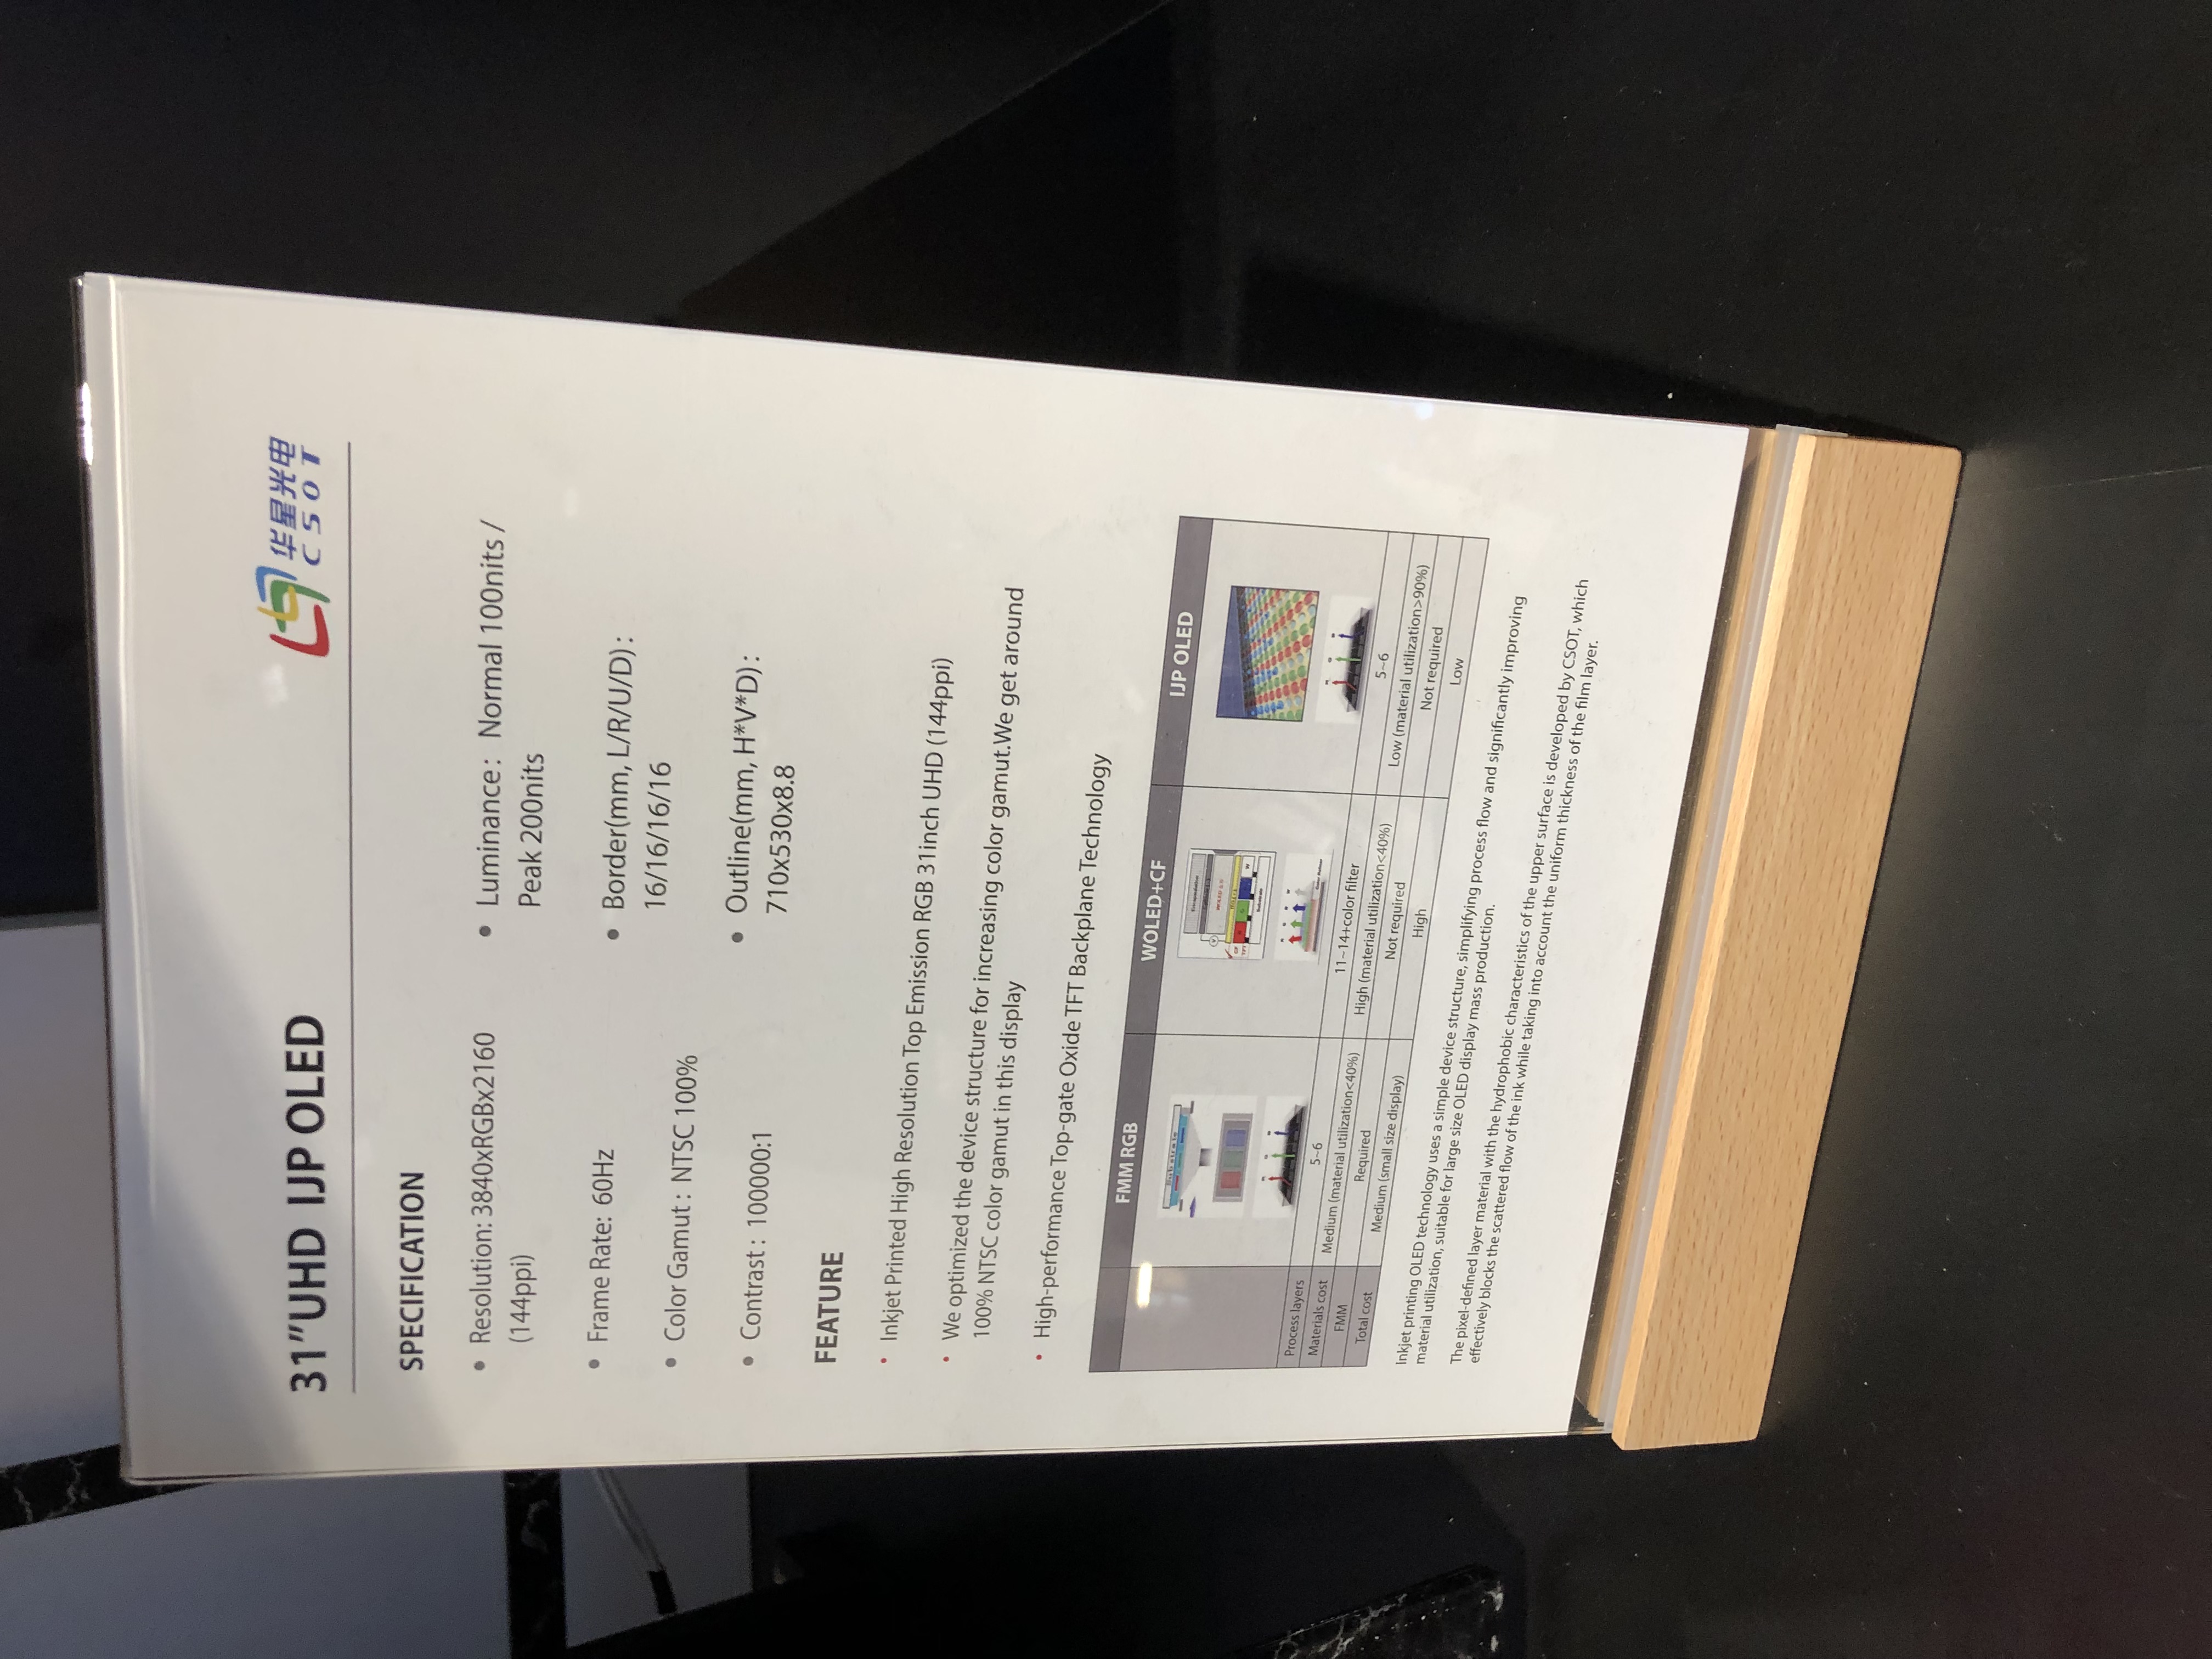 31"UHD IJP OLED
华星光电
CSOT
SPECIFICATION
• Resolution: 3840xRGBx2160
(144ppi)
• Frame Rate: 60Hz
• Color Gamut : NTSC 100%
• Contrast : 100000:1
• Luminance : Normal 100nits /
Peak 200nits
• Border(mm, L/R/U/D) :
16/16/16/16
• Outline(mm, H*V*D) :
710x530x8.8
FEATURE
• Inkjet Printed High Resolution Top Emission RGB 31inch UHD (144ppi)
• We optimized the device structure for increasing color gamut.We get around
100% NTSC color gamut in this display
• High-performance Top-gate Oxide TFT Backplane Technology
FMM RGB WOLED+CF IJP OLED
Substrate
Encapsulation
CF
TFT
W
Substrate
Process layers 5~6 11~14+color filter 5~6
Materials cost Medium (material utilization<40%) High (material utilization<40%) Low (material utilization>90%)
FMM Required Not required Not required
Total cost Medium (small size display) High Low
Inkjet printing OLED technology uses a simple device structure, simplifying process flow and significantly improving
material utilization, suitable for large size OLED display mass production.
The pixel-defined layer material with the hydrophobic characteristics of the upper surface is developed by CSOT, which
effectively blocks the scattered flow of the ink while taking into account the uniform thickness of the film layer.